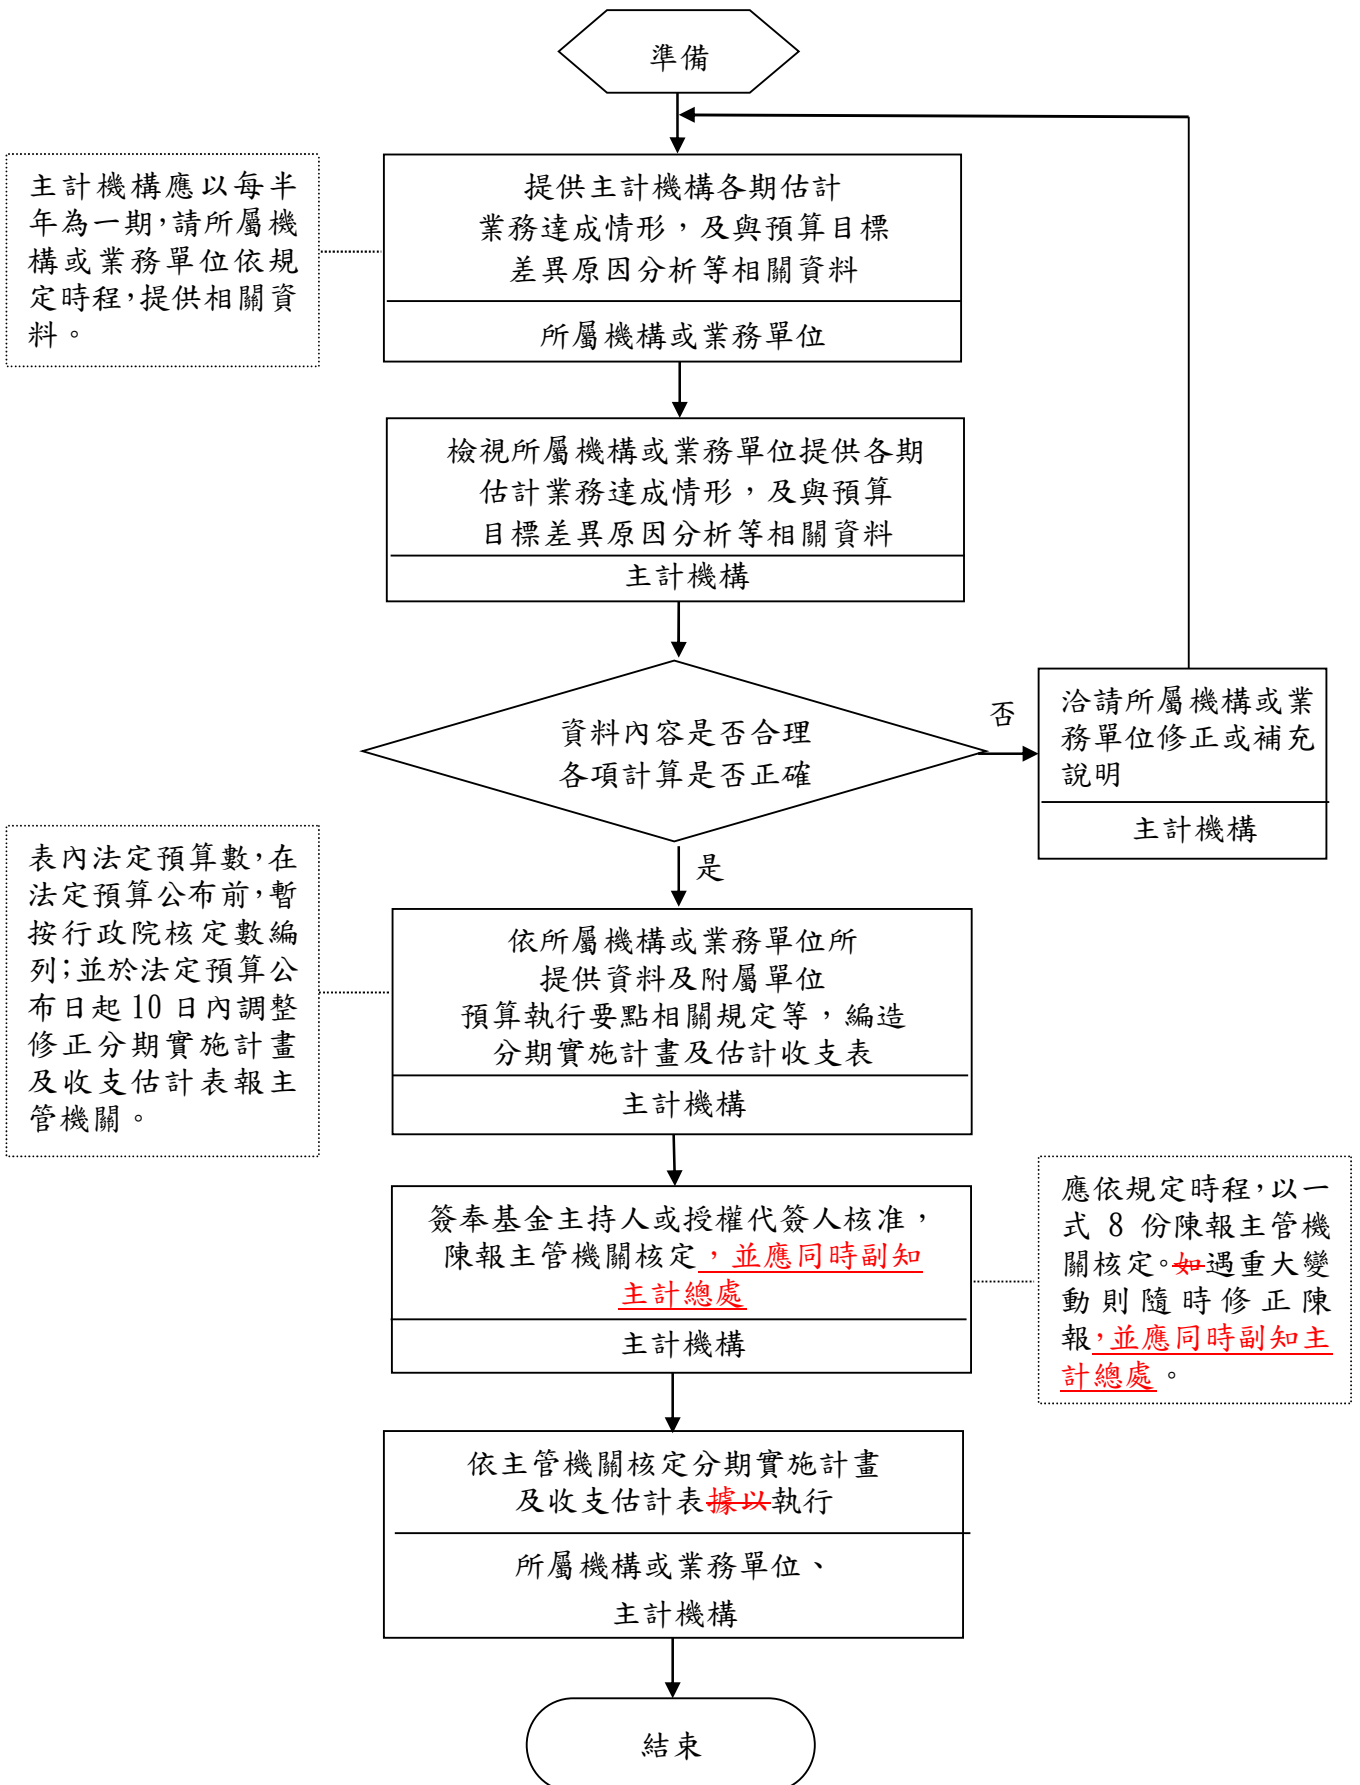 準備
主計機構應以每半
年為一期，請所屬機
構或業務單位依規
定時程，提供相關資
料。
提供主計機構各期估計
業務達成情形，及與預算目標
差異原因分析等相關資料
所屬機構或業務單位
檢視所屬機構或業務單位提供各期
估計業務達成情形，及與預算
目標差異原因分析等相關資料
主計機構
資料內容是否合理
各項計算是否正確
否
洽請所屬機構或業
務單位修正或補充
說明
主計機構
是
表內法定預算數，在
法定預算公布前，暫
按行政院核定數編
列；並於法定預算公
布日起 10 日內調整
修正分期實施計畫
及收支估計表報主
管機關。
依所屬機構或業務單位所
提供資料及附屬單位
預算執行要點相關規定等，編造
分期實施計畫及估計收支表
主計機構
簽奉基金主持人或授權代簽人核准，
陳報主管機關核定，並應同時副知
主計總處
主計機構
應依規定時程，以一
式 8 份陳報主管機
關核定。如遇重大變
動則隨時修正陳
報，並應同時副知主
計總處。
依主管機關核定分期實施計畫
及收支估計表據以執行
所屬機構或業務單位、
主計機構
結束